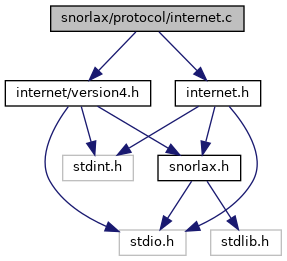 snorlax/protocol/internet.c
internet/version4.h
internet.h
stdint.h
snorlax.h
stdio.h
stdlib.h